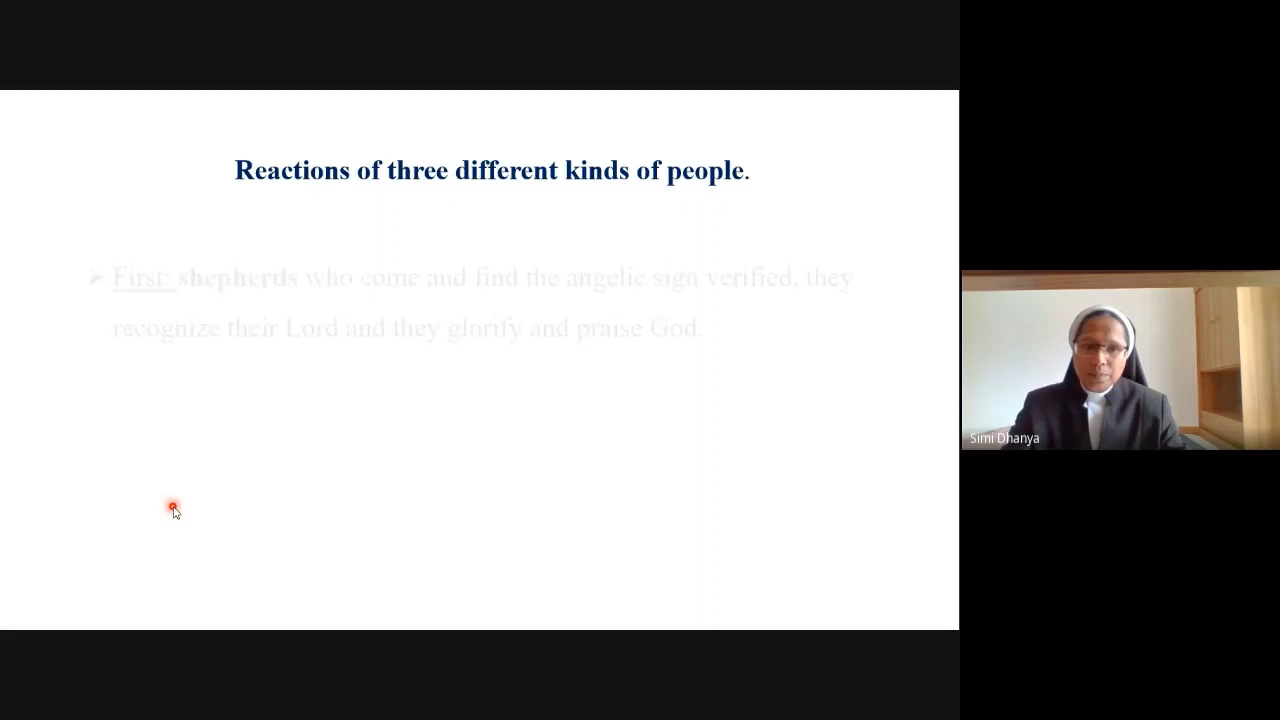 Reactions of three different kinds of people.
➢ First: shepherds who come and find the angelic sign verified, they
recognize their Lord and they glorify and praise God.
Simi Dhanya